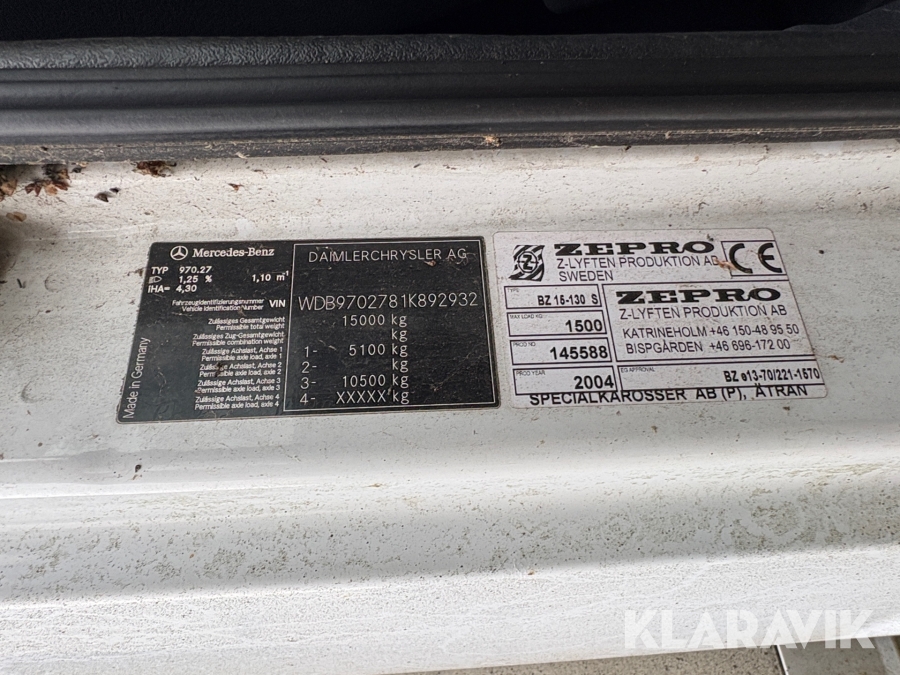 Mercedes-Benz
DAIMLERCHRYSLER AG
TYP 970.27
1,25 % 1,10 m⁻¹
IHA= 4,30
Fahrzeugidentifizierungsnummer
Vehicle Identification Number VIN WDB9702781K892932
Zulässiges Gesamtgewicht
Permissible total weight 15000 kg
Zulässiges Zug-Gesamtgewicht
Permissible combination weight kg
Zulässige Achslast, Achse 1
Permissible axle load, axle 1 1- 5100 kg
Zulässige Achslast, Achse 2
Permissible axle load, axle 2 2- kg
Zulässige Achslast, Achse 3
Permissible axle load, axle 3 3- 10500 kg
Zulässige Achslast, Achse 4
Permissible axle load, axle 4 4- XXXXX kg
Made in Germany
Z ZEPRO CE
Z-LYFTEN PRODUKTION AB
SWEDEN
TYPE BZ 15-130 S
MAX LOAD KG 1500
PROD NO 145588
PROD YEAR 2004
ZEPRO
Z-LYFTEN PRODUKTION AB
KATRINEHOLM +46 150-48 95 50
BISPGÅRDEN +46 696-172 00
EG APPROVAL BZ e13-70/221-1570
SPECIALKAROSSER AB (P), ÄTRAN
KLARAVIK